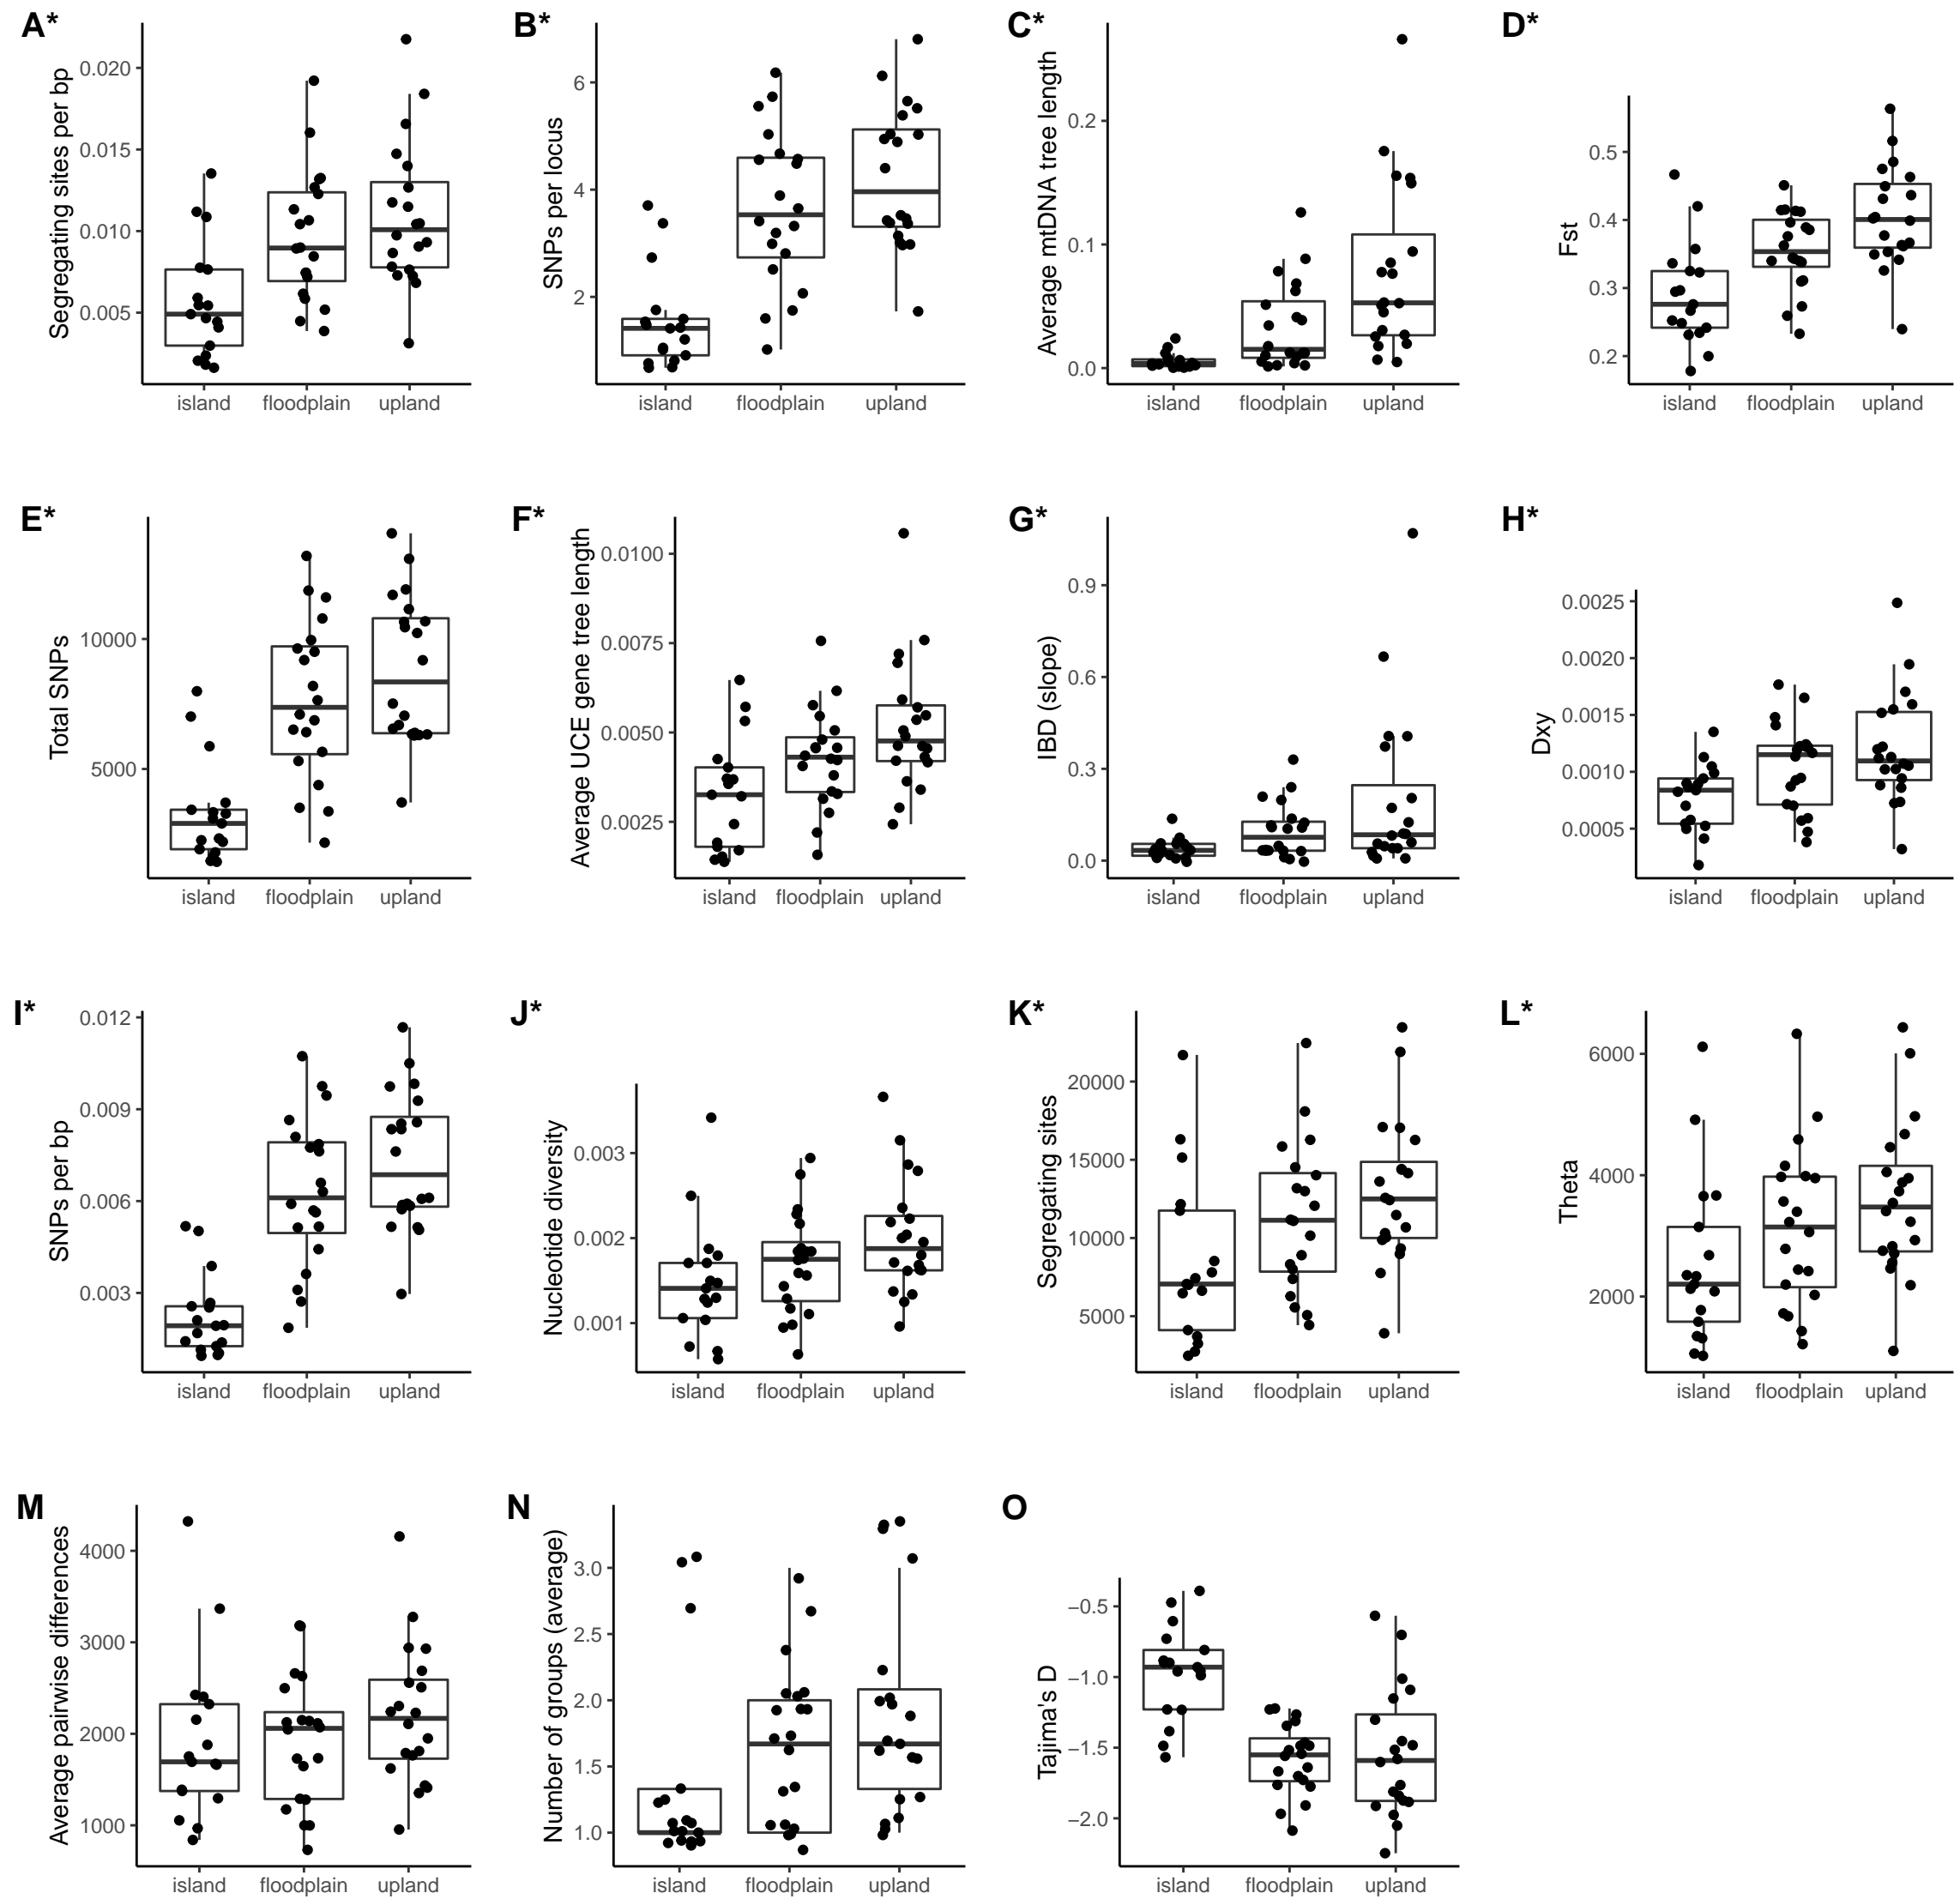 A*
Segregating sites per bp
0.020
0.015
0.010
0.005
island floodplain upland
B*
SNPs per locus
6
4
2
island floodplain upland
C*
Average mtDNA tree length
0.2
0.1
0.0
island floodplain upland
D*
Fst
0.5
0.4
0.3
0.2
island floodplain upland
E*
Total SNPs
10000
5000
island floodplain upland
F*
Average UCE gene tree length
0.0100
0.0075
0.0050
0.0025
island floodplain upland
G*
IBD (slope)
0.9
0.6
0.3
0.0
island floodplain upland
H*
Dxy
0.0025
0.0020
0.0015
0.0010
0.0005
island floodplain upland
I*
SNPs per bp
0.012
0.009
0.006
0.003
island floodplain upland
J*
Nucleotide diversity
0.003
0.002
0.001
island floodplain upland
K*
Segregating sites
20000
15000
10000
5000
island floodplain upland
L*
Theta
6000
4000
2000
island floodplain upland
M
Average pairwise differences
4000
3000
2000
1000
island floodplain upland
N
Number of groups (average)
3.0
2.5
2.0
1.5
1.0
island floodplain upland
O
Tajima's D
−0.5
−1.0
−1.5
−2.0
island floodplain upland